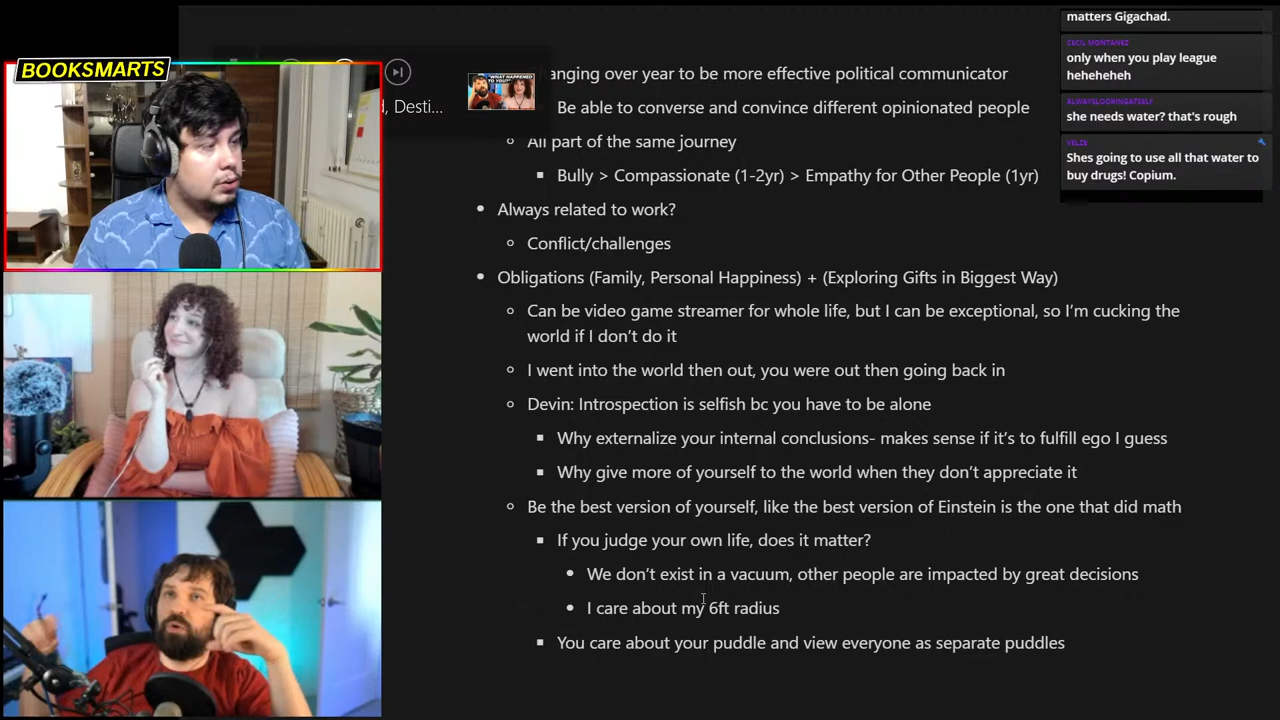 BOOKSMARTS
d, Desti...
"WHAT HAPPENED
anging over year to be more effective political communicator
Be able to converse and convince different opinionated people
All part of the same journey
Bully > Compassionate (1-2yr) > Empathy for Other People (1yr)
Always related to work?
Conflict/challenges
Obligations (Family, Personal Happiness) + (Exploring Gifts in Biggest Way)
Can be video game streamer for whole life, but I can be exceptional, so I'm cucking the
world if I don't do it
I went into the world then out, you were out then going back in
Devin: Introspection is selfish bc you have to be alone
Why externalize your internal conclusions- makes sense if it's to fulfill ego I guess
Why give more of yourself to the world when they don't appreciate it
Be the best version of yourself, like the best version of Einstein is the one that did math
If you judge your own life, does it matter?
We don't exist in a vacuum, other people are impacted by great decisions
I care about my 6ft radius
You care about your puddle and view everyone as separate puddles
matters Gigachad.
CECIL MONTANEZ
only when you play league
heheheheh
ALWAYSLOOKINGATSELF
she needs water? that's rough
VELZE
Shes going to use all that water to
buy drugs! Copium.